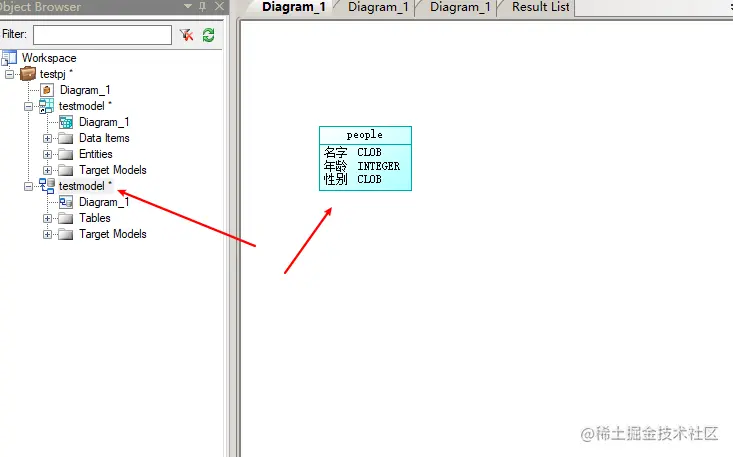 Object Browser
Diagram_1
Diagram_1
Diagram_1
Result List
Filter:
Workspace
testpj *
Diagram_1
testmodel *
Diagram_1
Data Items
Entities
Target Models
testmodel *
Diagram_1
Tables
Target Models
people
名字 CLOB
年龄 INTEGER
性别 CLOB
@稀土掘金技术社区